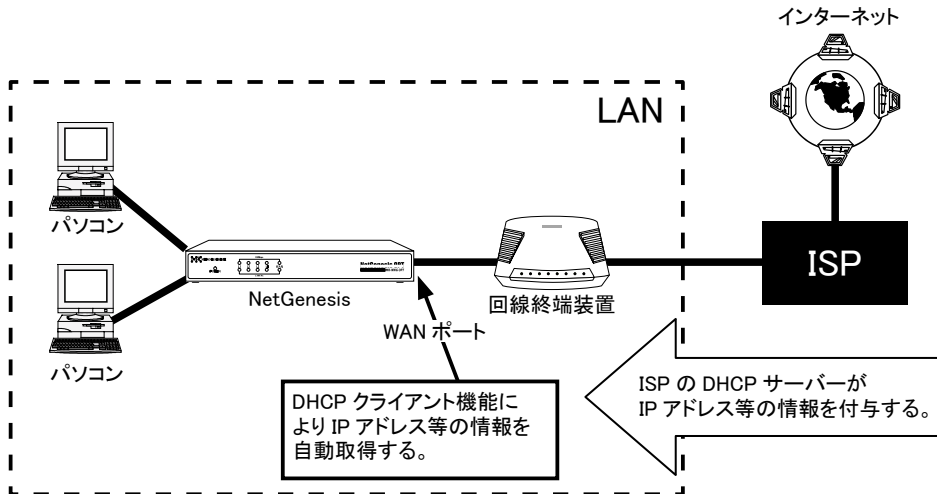 インターネット
LAN
パソコン
パソコン
NetGenesis
回線終端装置
ISP
WAN ポート
DHCP クライアント機能に
より IP アドレス等の情報を
自動取得する。
ISP の DHCP サーバーが
IP アドレス等の情報を付与する。